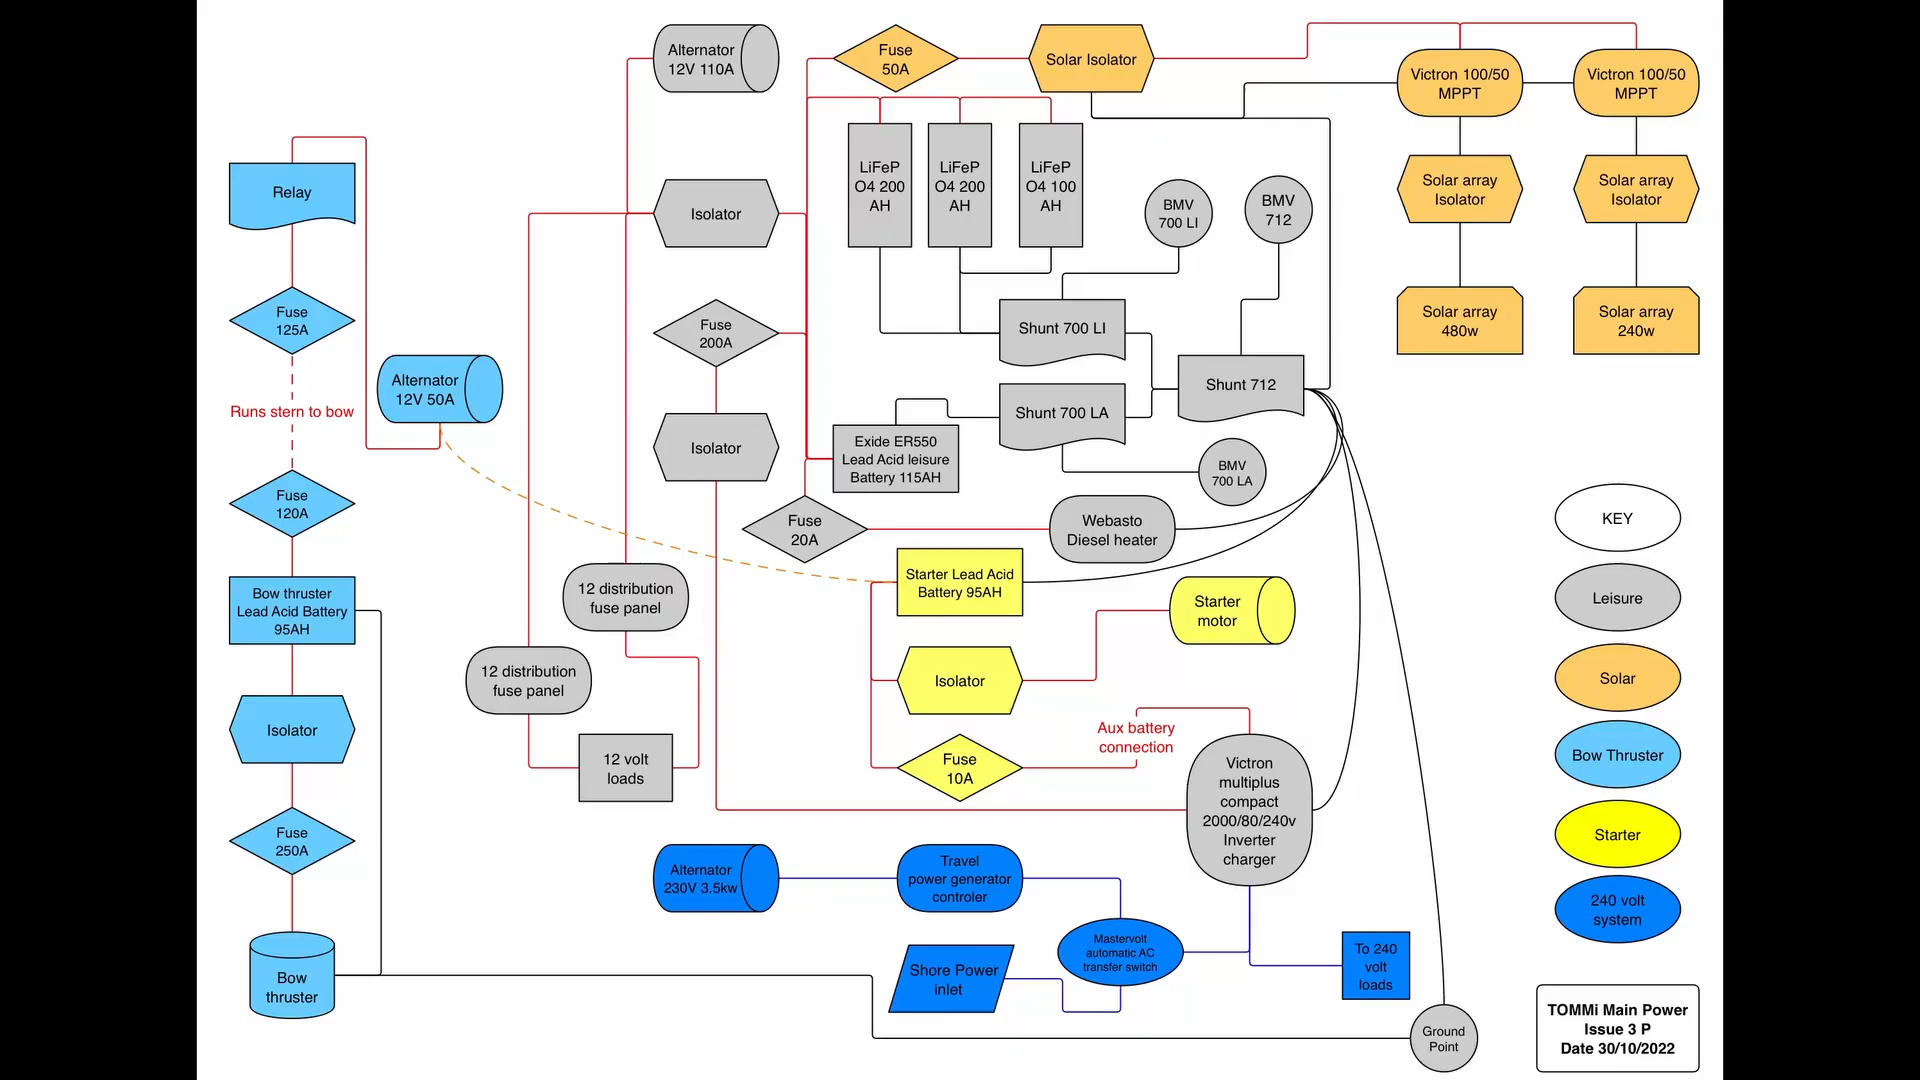 Alternator
12V 110A
Fuse
50A
Solar Isolator
Victron 100/50
MPPT
Victron 100/50
MPPT
Relay
Isolator
LiFeP
O4 200
AH
LiFeP
O4 200
AH
LiFeP
O4 100
AH
BMV
700 LI
BMV
712
Solar array
Isolator
Solar array
Isolator
Fuse
125A
Fuse
200A
Shunt 700 LI
Solar array
480w
Solar array
240w
Runs stern to bow
Alternator
12V 50A
Shunt 712
Shunt 700 LA
Isolator
Exide ER550
Lead Acid leisure
Battery 115AH
BMV
700 LA
Fuse
120A
Fuse
20A
Webasto
Diesel heater
KEY
Bow thruster
Lead Acid Battery
95AH
12 distribution
fuse panel
Starter Lead Acid
Battery 95AH
Starter
motor
Leisure
12 distribution
fuse panel
Isolator
Solar
Isolator
12 volt
loads
Aux battery
connection
Fuse
10A
Victron
multiplus
compact
2000/80/240v
Inverter
charger
Bow Thruster
Fuse
250A
Starter
Alternator
230V 3.5kw
Travel
power generator
controler
240 volt
system
Bow
thruster
Shore Power
inlet
Mastervolt
automatic AC
transfer switch
To 240
volt
loads
Ground
Point
TOMMi Main Power
Issue 3 P
Date 30/10/2022